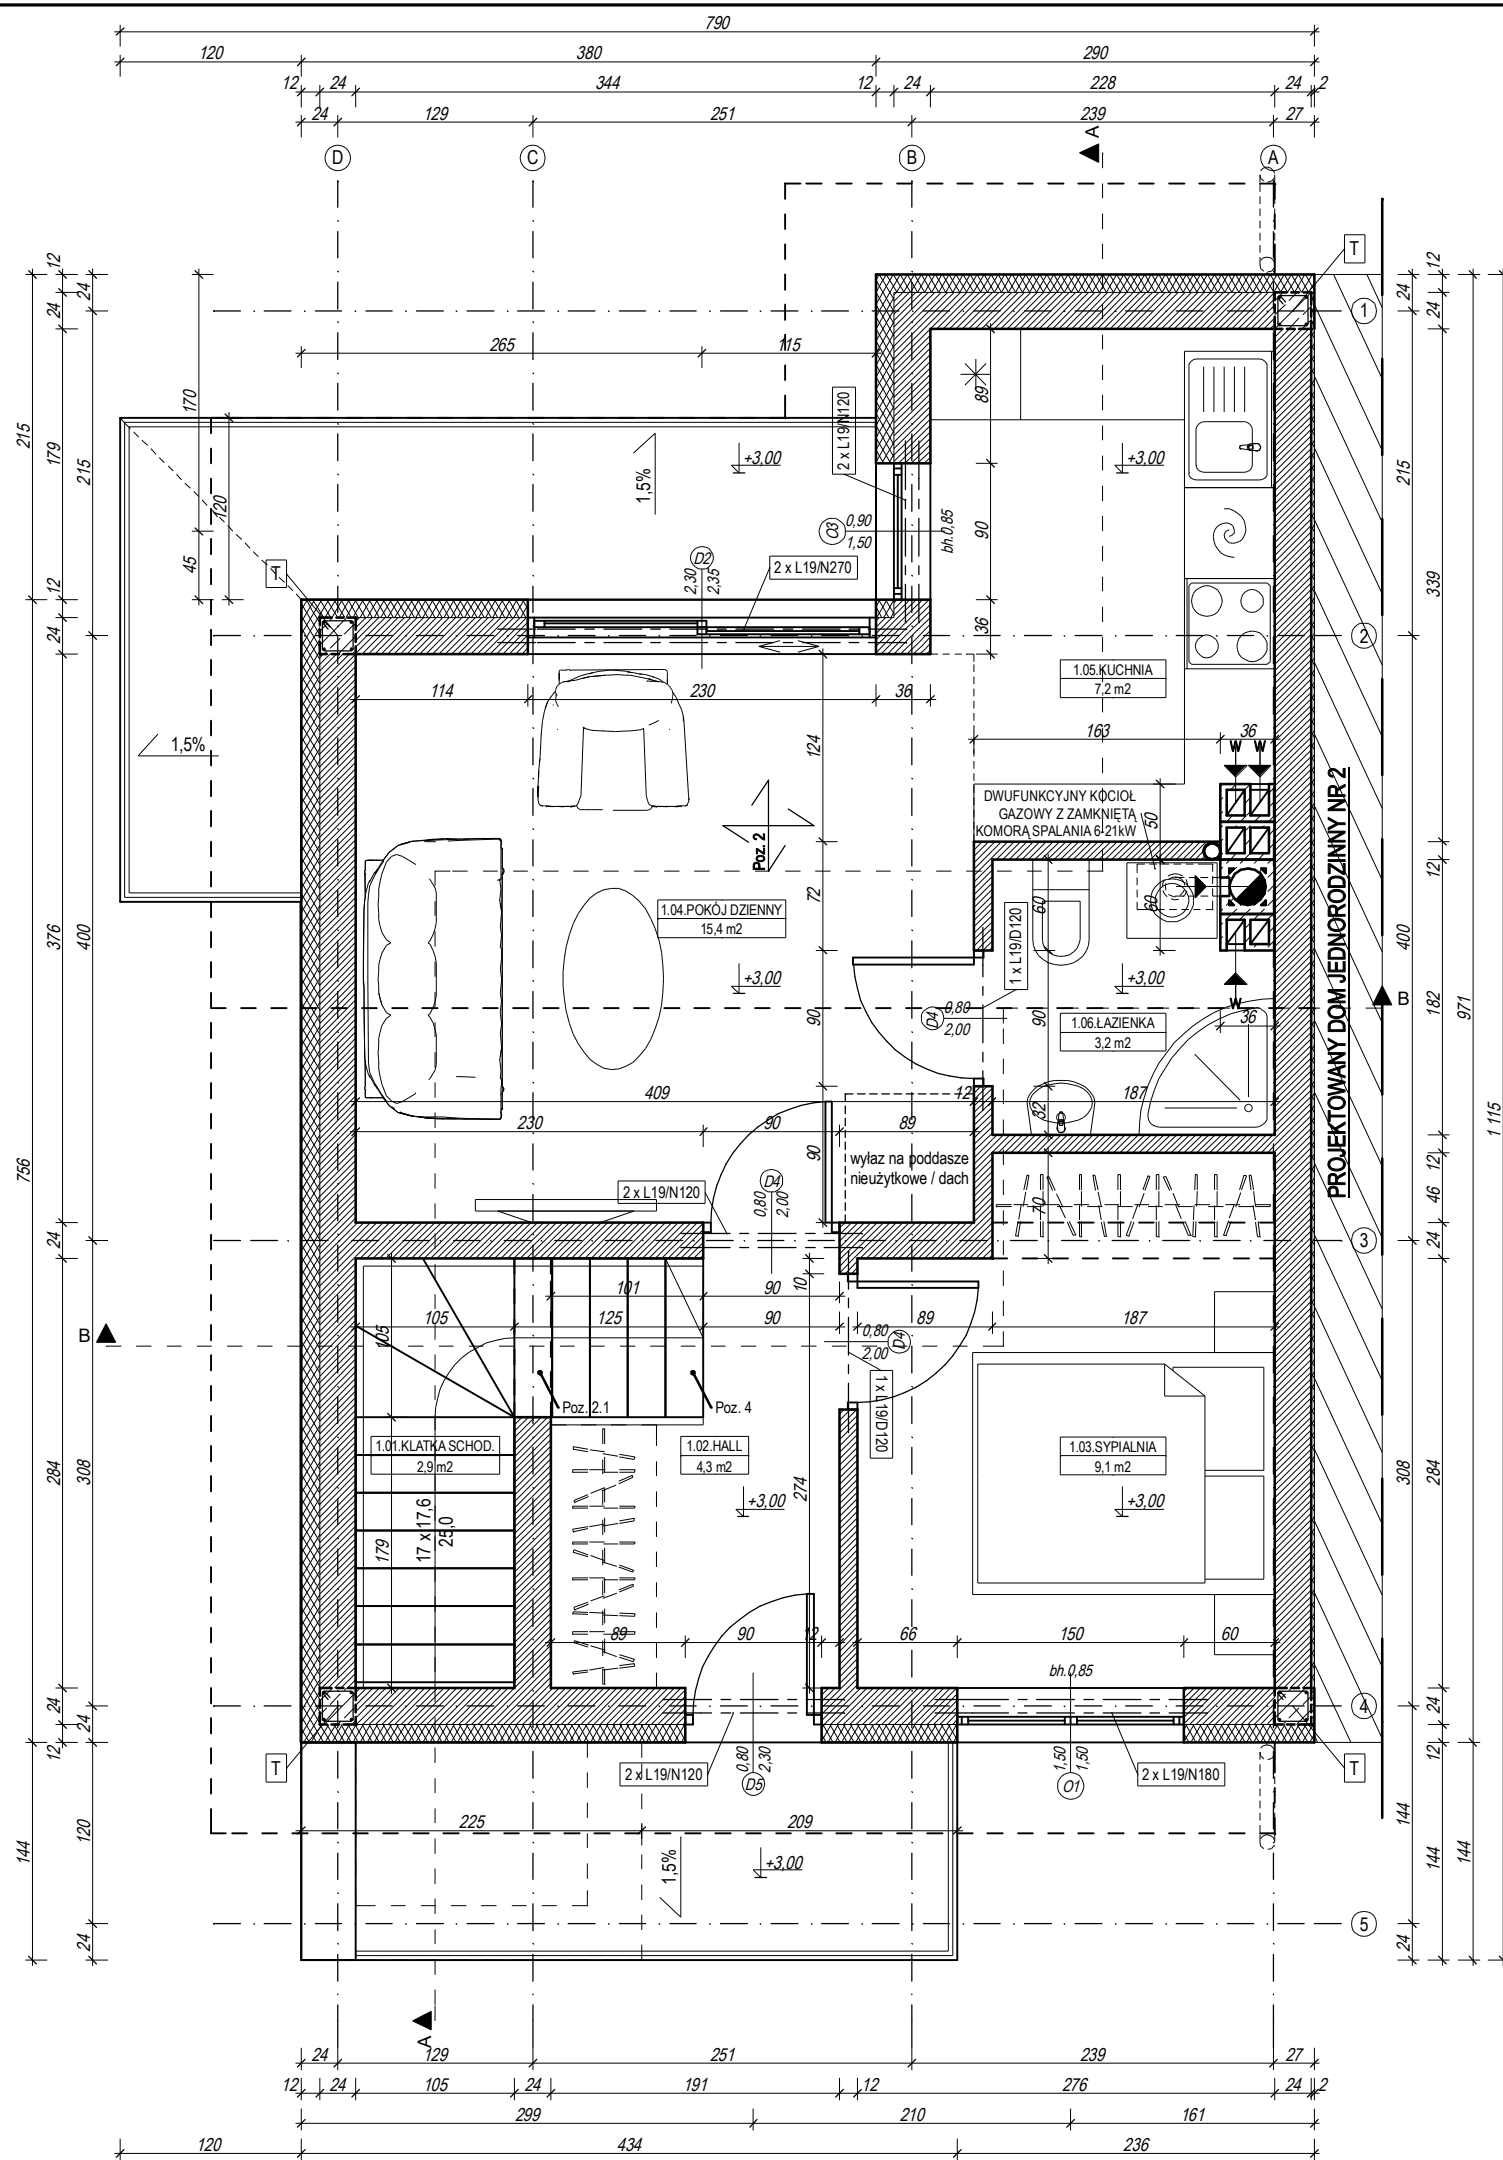 790
120 380 290
12 24 344 12 24 228 24 2
24 129 251 239 27
D C B A A
12 24 24 12 24 24
T
1
265 115
170 89
2 x L19/N120
215 179 215 120 45 12 24
+3,00 +3,00
1,5%
O3 0,90 1,50
bh.0,85
90
D2 2,30 2,35
2 x L19/N270
T
36
2
215 339
1.05.KUCHNIA
7,2 m2
114 230 36
163 36
124
W W
1,5%
DWUFUNKCYJNY KOCIOŁ
GAZOWY Z ZAMKNIĘTĄ
KOMORĄ SPALANIA 6-21kW
50
Poz. 2
72
60 60
12
PROJEKTOWANY DOM JEDNORODZINNY NR 2
1.04.POKÓJ DZIENNY
15,4 m2
1 x L19/D120
376 400
+3,00 +3,00
W
400 182 971
B
D4 0,80 2,00
90 90
36
1.06.ŁAZIENKA
3,2 m2
409 12 187
32
230 90 89
90
wyłaz na poddasze
nieużytkowe / dach
1 115
756
2 x L19/N120
D4 0,80 2,00
70
12 46 24
24
3
101 90 10
105 125 90 89 187
105
B
0,80 2,00 D4
1 x L19/D120
Poz. 2.1 Poz. 4
1.01.KLATKA SCHOD.
2,9 m2
1.02.HALL
4,3 m2
1.03.SYPIALNIA
9,1 m2
284 308
274
308 284
+3,00 +3,00
17 x 17,6
25,0
179
89 90 12 66 150 60
bh.0,85
24 24 12
24 12
4
T
2 x L19/N120
0,80 2,30 D5
1,50 1,50 O1
2 x L19/N180
T
225 209
1,5%
+3,00
144 120 24
144 144 144 24
5
A
24 129 251 239 27
12 24 105 24 191 12 276 24 2
299 210 161
120 434 236